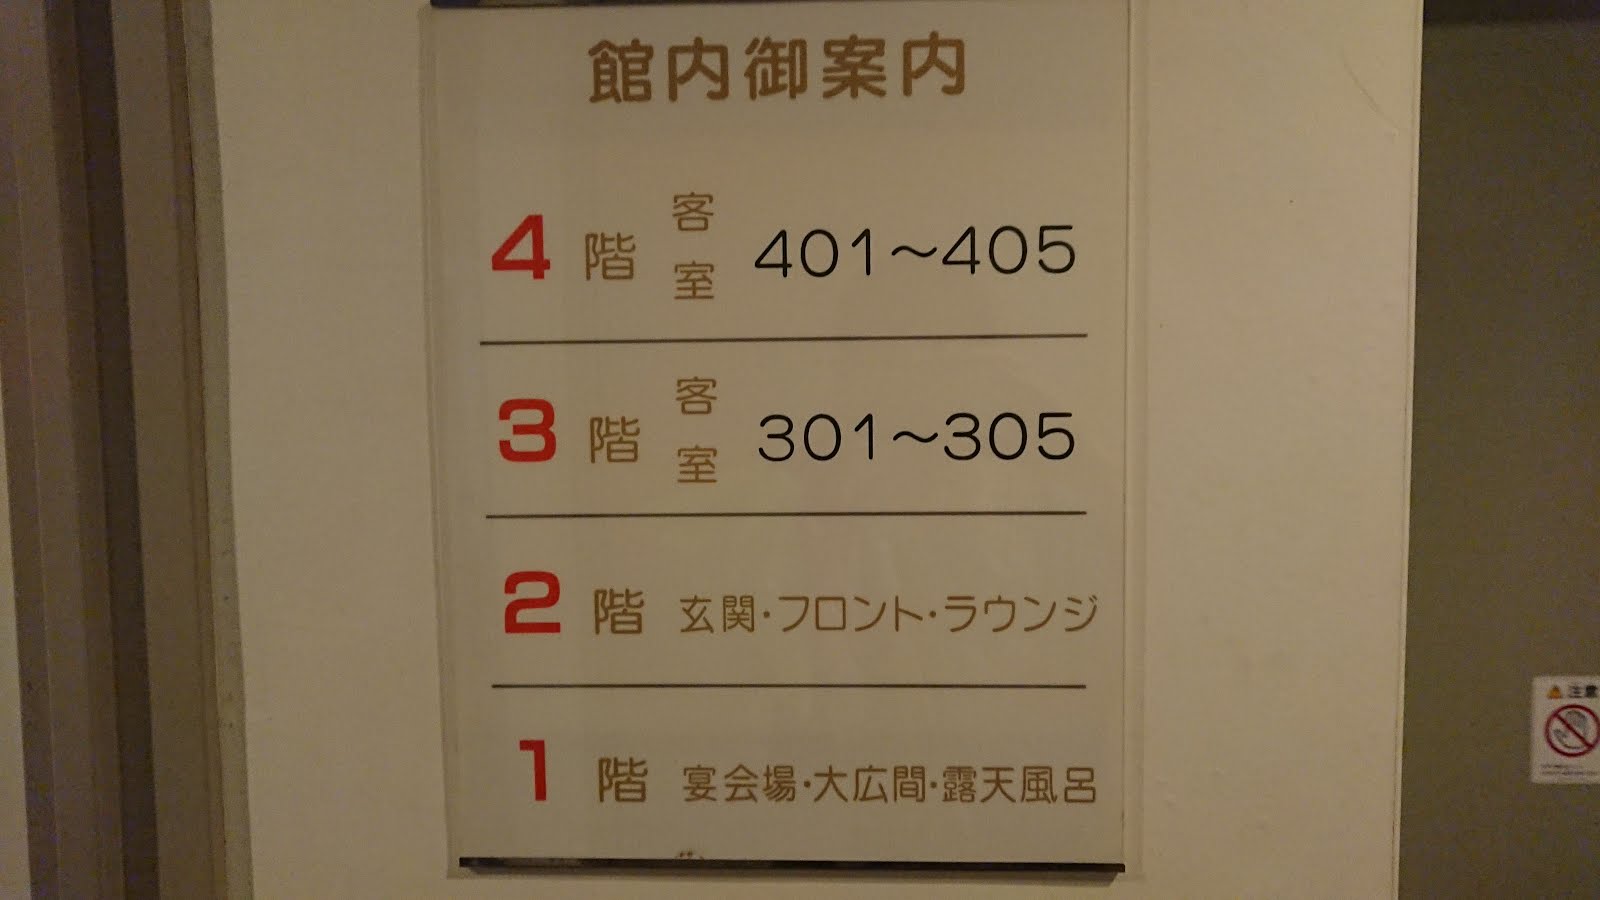 館内御案内
4階 客室 401～405
3階 客室 301～305
2階 玄関・フロント・ラウンジ
1階 宴会場・大広間・露天風呂
注意